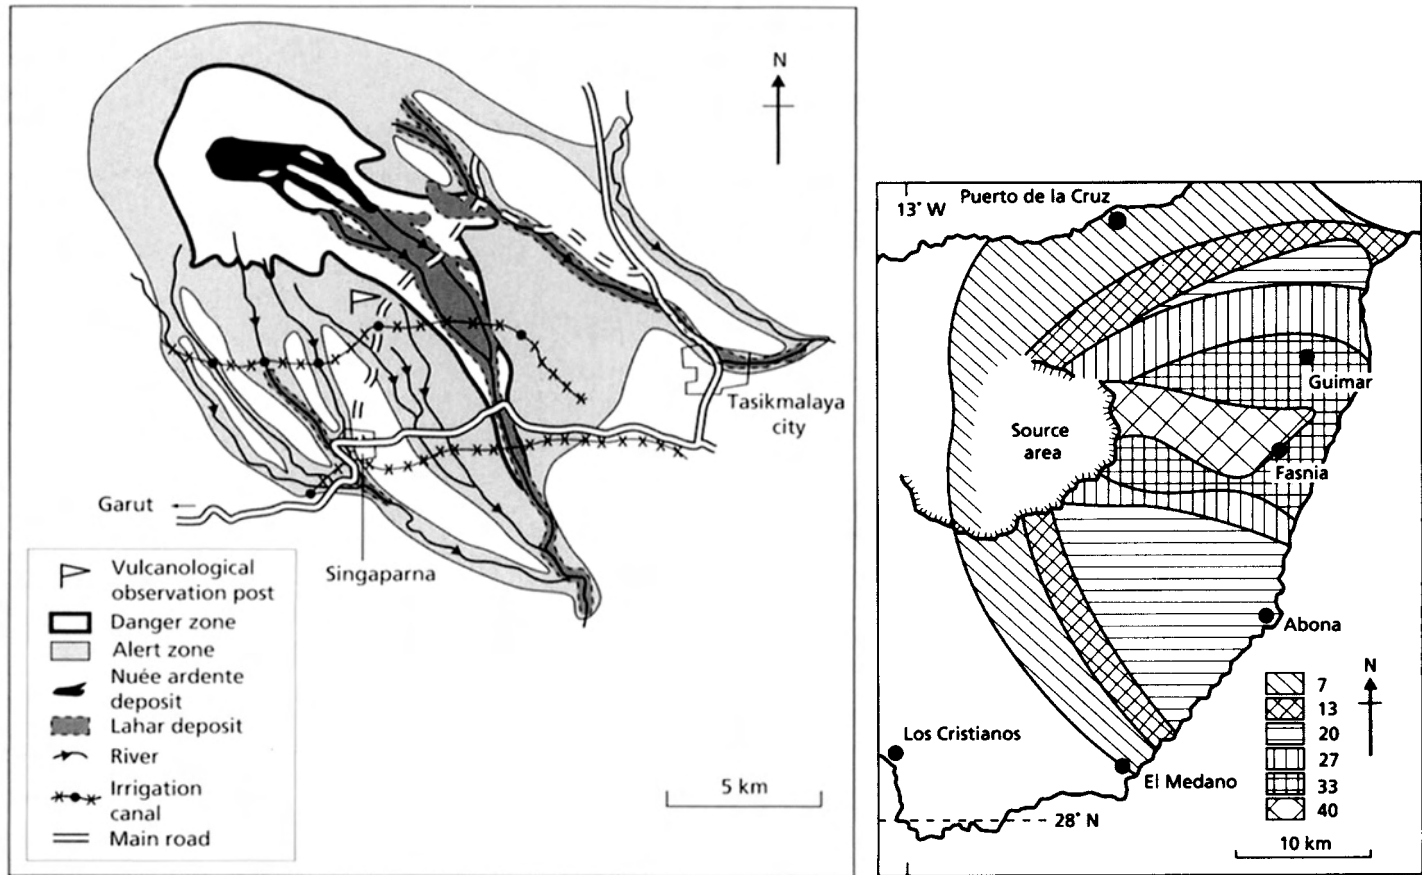 N
Tasikmalaya
city
Garut
Singaparna
Vulcanological
observation post
Danger zone
Alert zone
Nuée ardente
deposit
Lahar deposit
River
Irrigation
canal
Main road
5 km
13° W
Puerto de la Cruz
Guimar
Source
area
Fasnia
Abona
N
7
13
20
27
33
40
Los Cristianos
El Medano
28° N
10 km